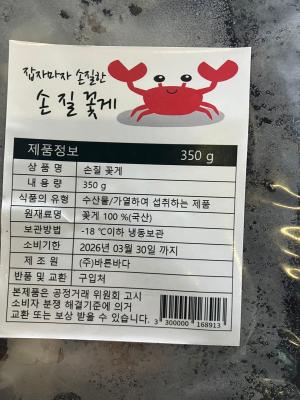 잡자마자 손질한
손질꽃게
제품정보 350 g
상 품 명 손질 꽃게
내 용 량 350 g
식품의 유형 수산물/가열하여 섭취하는 제품
원재료명 꽃게 100 %(국산)
보관방법 -18 ℃이하 냉동보관
소비기한 2026년 03월 30일 까지
제 조 원 (주)바른바다
반품 및 교환 구입처
본제품은 공정거래 위원회 고시
소비자 분쟁 해결기준에 의거
교환 또는 보상 받을 수 있습니다.
3 300000 168913